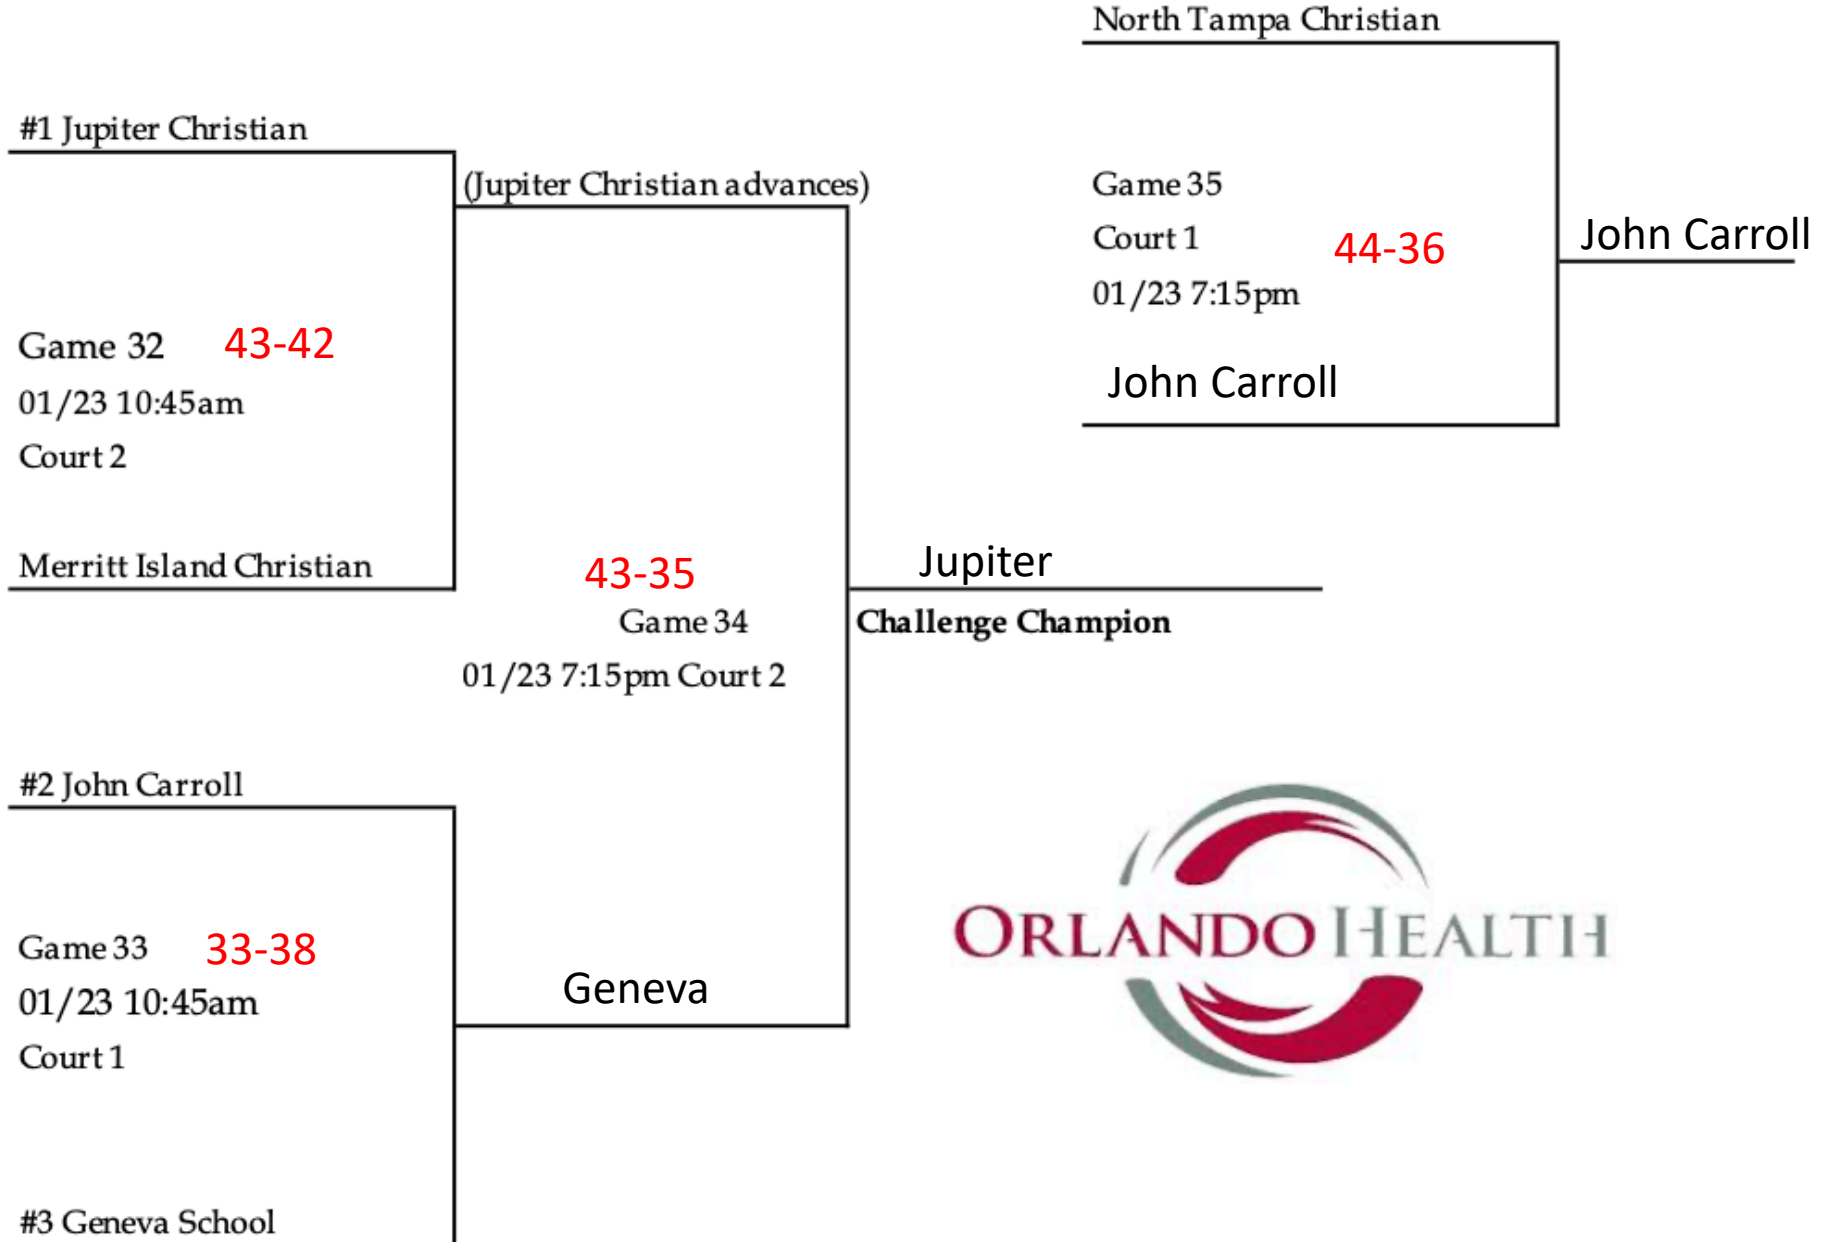 North Tampa Christian
#1 Jupiter Christian
(Jupiter Christian advances)
Game 35
Court 1
44-36
01/23 7:15pm
John Carroll
John Carroll
Game 32 43-42
01/23 10:45am
Court 2
Merritt Island Christian
43-35
Game 34
01/23 7:15pm Court 2
Jupiter
Challenge Champion
#2 John Carroll
Game 33 33-38
01/23 10:45am
Court 1
Geneva
#3 Geneva School
ORLANDO HEALTH